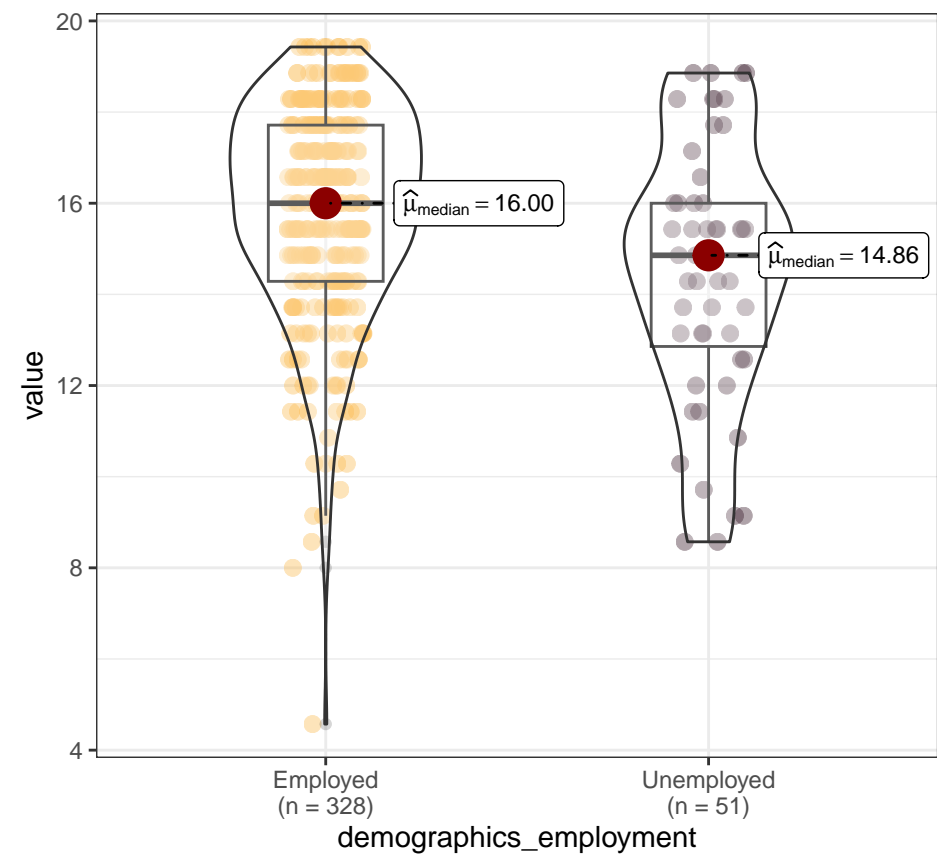 20
16
12
8
4
value
μ̂median = 16.00
μ̂median = 14.86
Employed
(n = 328)
Unemployed
(n = 51)
demographics_employment